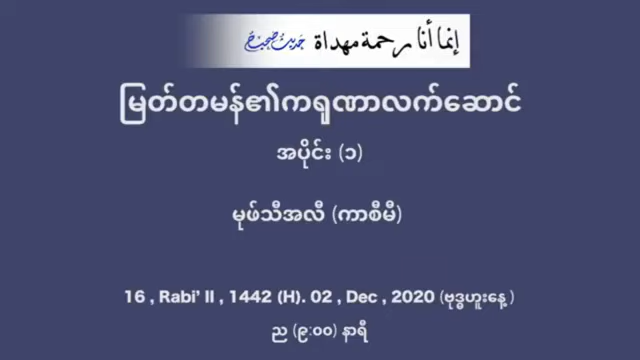 إنما أنا رحمة مهداة حديث صحيح
မြတ်တမန်၏ကရုဏာလက်ဆောင်
အပိုင်း (၁)
မုဖ်သီအလီ (ကာစီမီ)
16 , Rabi’ II , 1442 (H). 02 , Dec , 2020 (ဗုဒ္ဓဟူးနေ့ )
ည (၉:၀၀) နာရီ